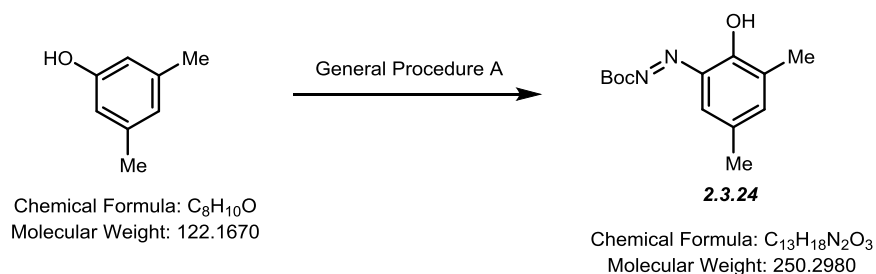 HO
Me
Me
General Procedure A
OH
N
BocN
Me
Me
2.3.24
Chemical Formula: C₈H₁₀O
Molecular Weight: 122.1670
Chemical Formula: C₁₃H₁₈N₂O₃
Molecular Weight: 250.2980